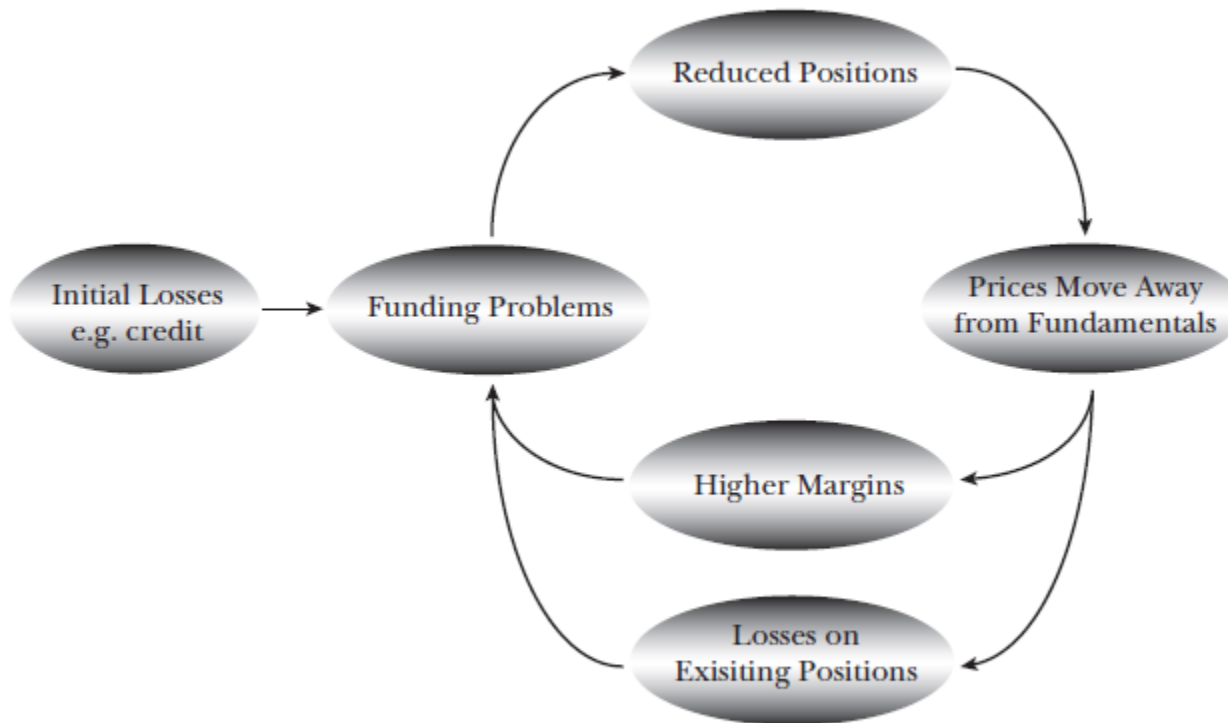 Reduced Positions
Initial Losses
e.g. credit
Funding Problems
Prices Move Away
from Fundamentals
Higher Margins
Losses on
Exisiting Positions